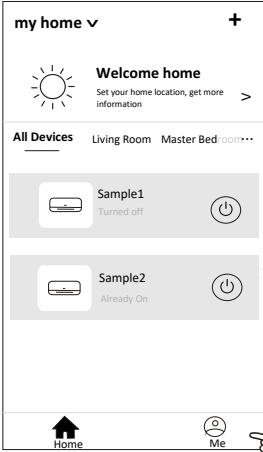 my home
+
Welcome home
Set your home location, get more
information
>
All Devices Living Room Master Bedroom...
Sample1
Turned off
Sample2
Already On
Home
Me